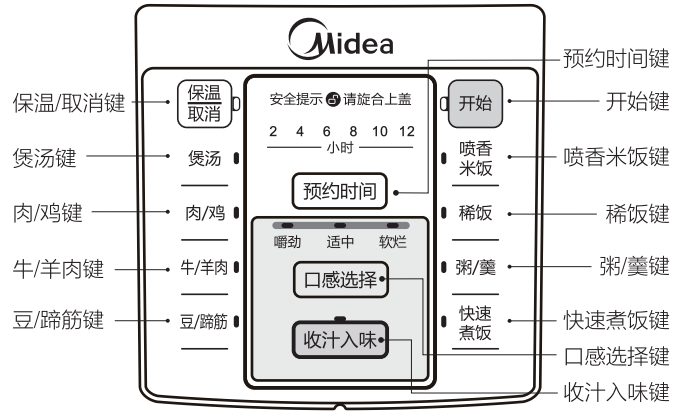 Midea
预约时间键
保温/取消键
保温
取消
安全提示 请旋合上盖
开始
开始键
2 4 6 8 10 12
小时
煲汤键
煲汤
喷香
米饭
喷香米饭键
预约时间
肉/鸡键
肉/鸡
稀饭
稀饭键
嚼劲 适中 软烂
牛/羊肉键
牛/羊肉
口感选择
粥/羹
粥/羹键
豆/蹄筋键
豆/蹄筋
收汁入味
快速
煮饭
快速煮饭键
口感选择键
收汁入味键